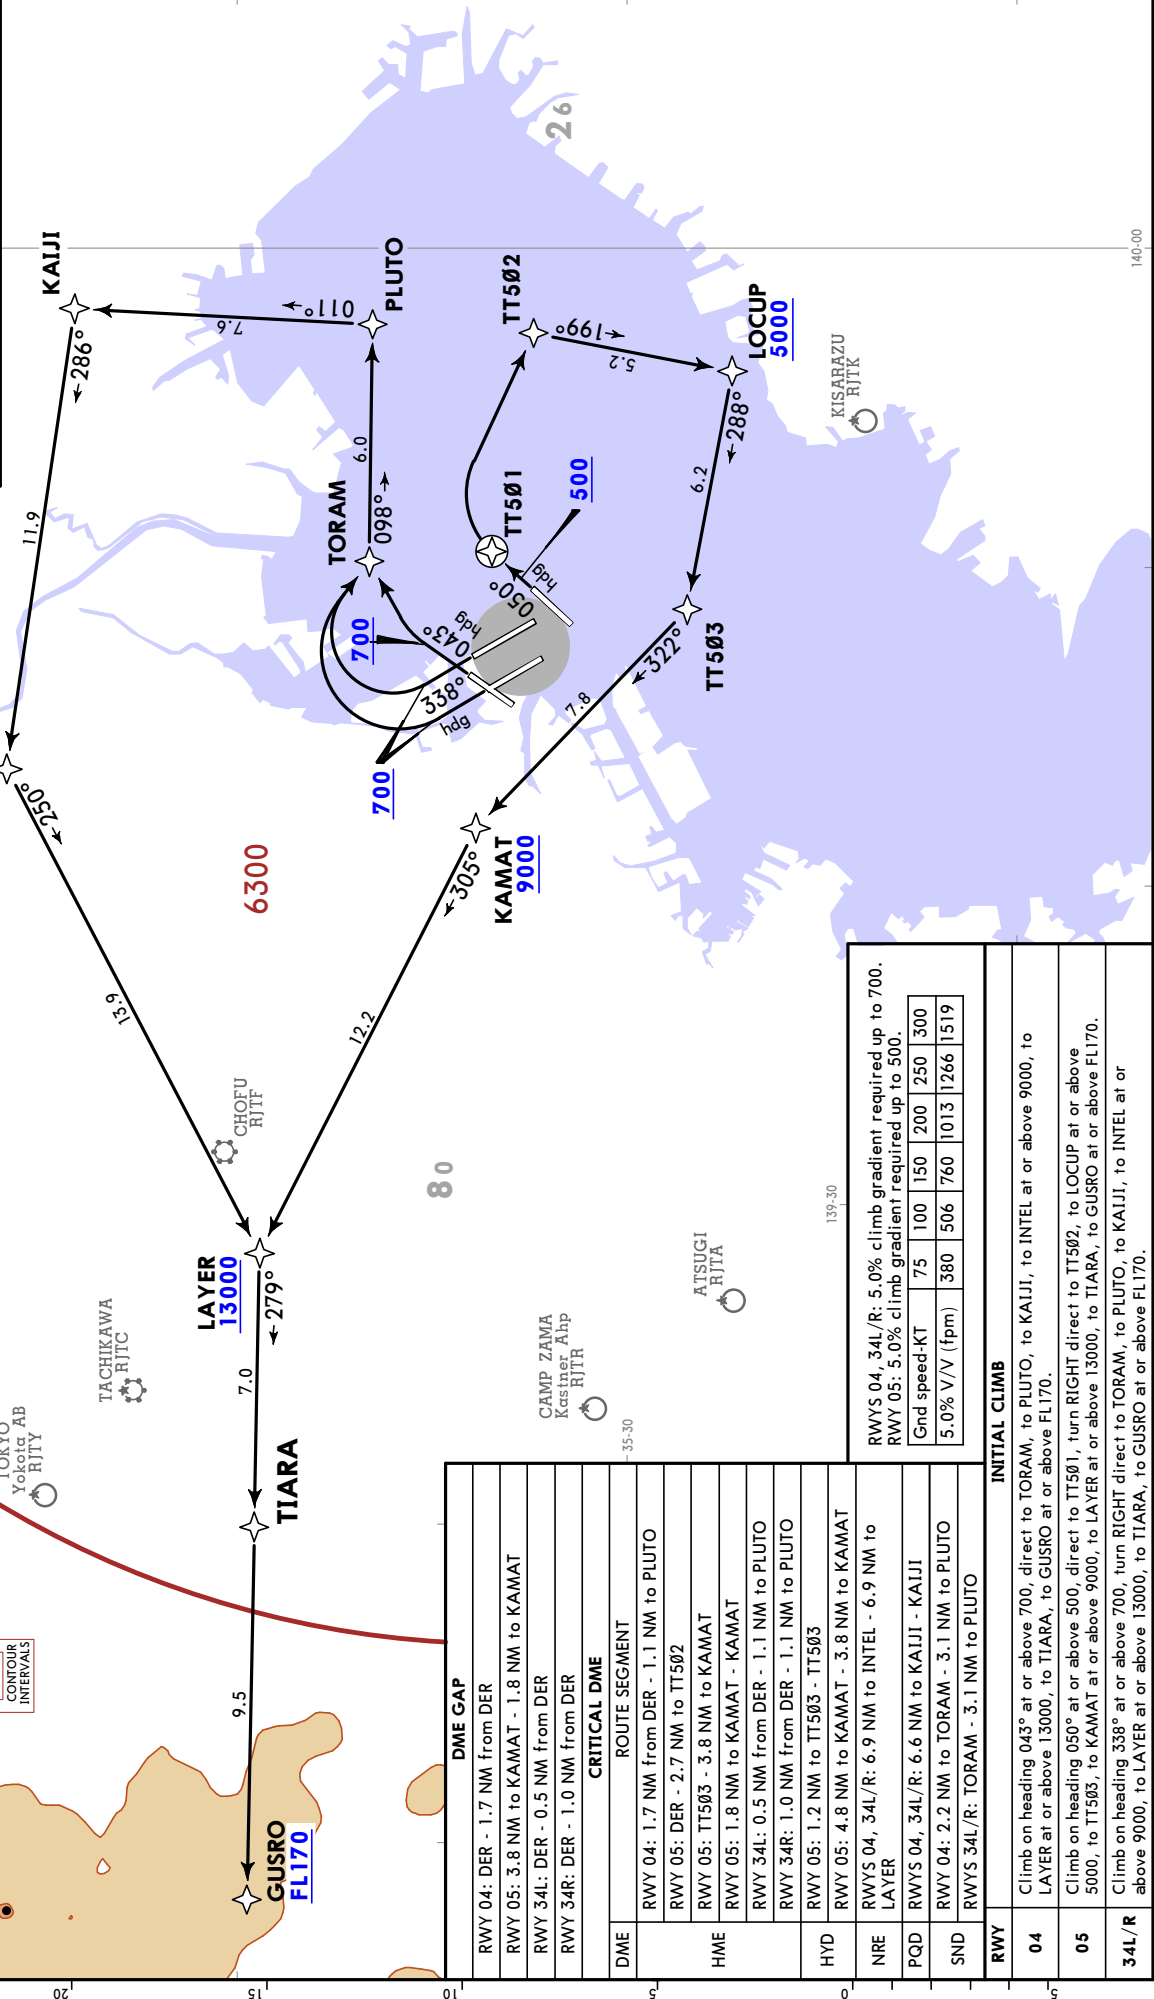 KAIJI
←286°
11.9
7.6
011°→
PLUTO
TORAM
6.0
098°→
26
TT5Ø2
199°→
5.2
LOCUP
5000
140-00
KISARAZU
RJTK
←288°
6.2
TT5Ø1
500
hdg
050°
700
hdg
043°
338°
hdg
700
TT5Ø3
←322°
7.8
KAMAT
9000
←305°
12.2
6300
←250°
13.9
CHOFU
RJTF
80
LAYER
13000
←279°
7.0
TACHIKAWA
RJTC
Yokota AB
RJTY
TIARA
9.5
GUSRO
FL170
CONTOUR
INTERVALS
ATSUGI
RJTA
CAMP ZAMA
Kastner Ahp
RJTR
139-30
35-30
20
15
10
5
0
5
RWYS 04, 34L/R: 5.0% climb gradient required up to 700.
RWY 05: 5.0% climb gradient required up to 500.
Gnd speed-KT 75 100 150 200 250 300
5.0% V/V (fpm) 380 506 760 1013 1266 1519
DME GAP
RWY 04: DER - 1.7 NM from DER
RWY 05: 3.8 NM to KAMAT - 1.8 NM to KAMAT
RWY 34L: DER - 0.5 NM from DER
RWY 34R: DER - 1.0 NM from DER
CRITICAL DME
DME ROUTE SEGMENT
HME
RWY 04: 1.7 NM from DER - 1.1 NM to PLUTO
RWY 05: DER - 2.7 NM to TT5Ø2
RWY 05: TT5Ø3 - 3.8 NM to KAMAT
RWY 05: 1.8 NM to KAMAT - KAMAT
RWY 34L: 0.5 NM from DER - 1.1 NM to PLUTO
RWY 34R: 1.0 NM from DER - 1.1 NM to PLUTO
HYD
RWY 05: 1.2 NM to TT5Ø3 - TT5Ø3
RWY 05: 4.8 NM to KAMAT - 3.8 NM to KAMAT
NRE
RWYS 04, 34L/R: 6.9 NM to INTEL - 6.9 NM to
LAYER
PQD RWYS 04, 34L/R: 6.6 NM to KAIJI - KAIJI
SND
RWY 04: 2.2 NM to TORAM - 3.1 NM to PLUTO
RWYS 34L/R: TORAM - 3.1 NM to PLUTO
RWY INITIAL CLIMB
04
Climb on heading 043° at or above 700, direct to TORAM, to PLUTO, to KAIJI, to INTEL at or above 9000, to
LAYER at or above 13000, to TIARA, to GUSRO at or above FL170.
05
Climb on heading 050° at or above 500, direct to TT5Ø1, turn RIGHT direct to TT5Ø2, to LOCUP at or above
5000, to TT5Ø3, to KAMAT at or above 9000, to LAYER at or above 13000, to TIARA, to GUSRO at or above FL170.
34L/R
Climb on heading 338° at or above 700, turn RIGHT direct to TORAM, to PLUTO, to KAIJI, to INTEL at or
above 9000, to LAYER at or above 13000, to TIARA, to GUSRO at or above FL170.